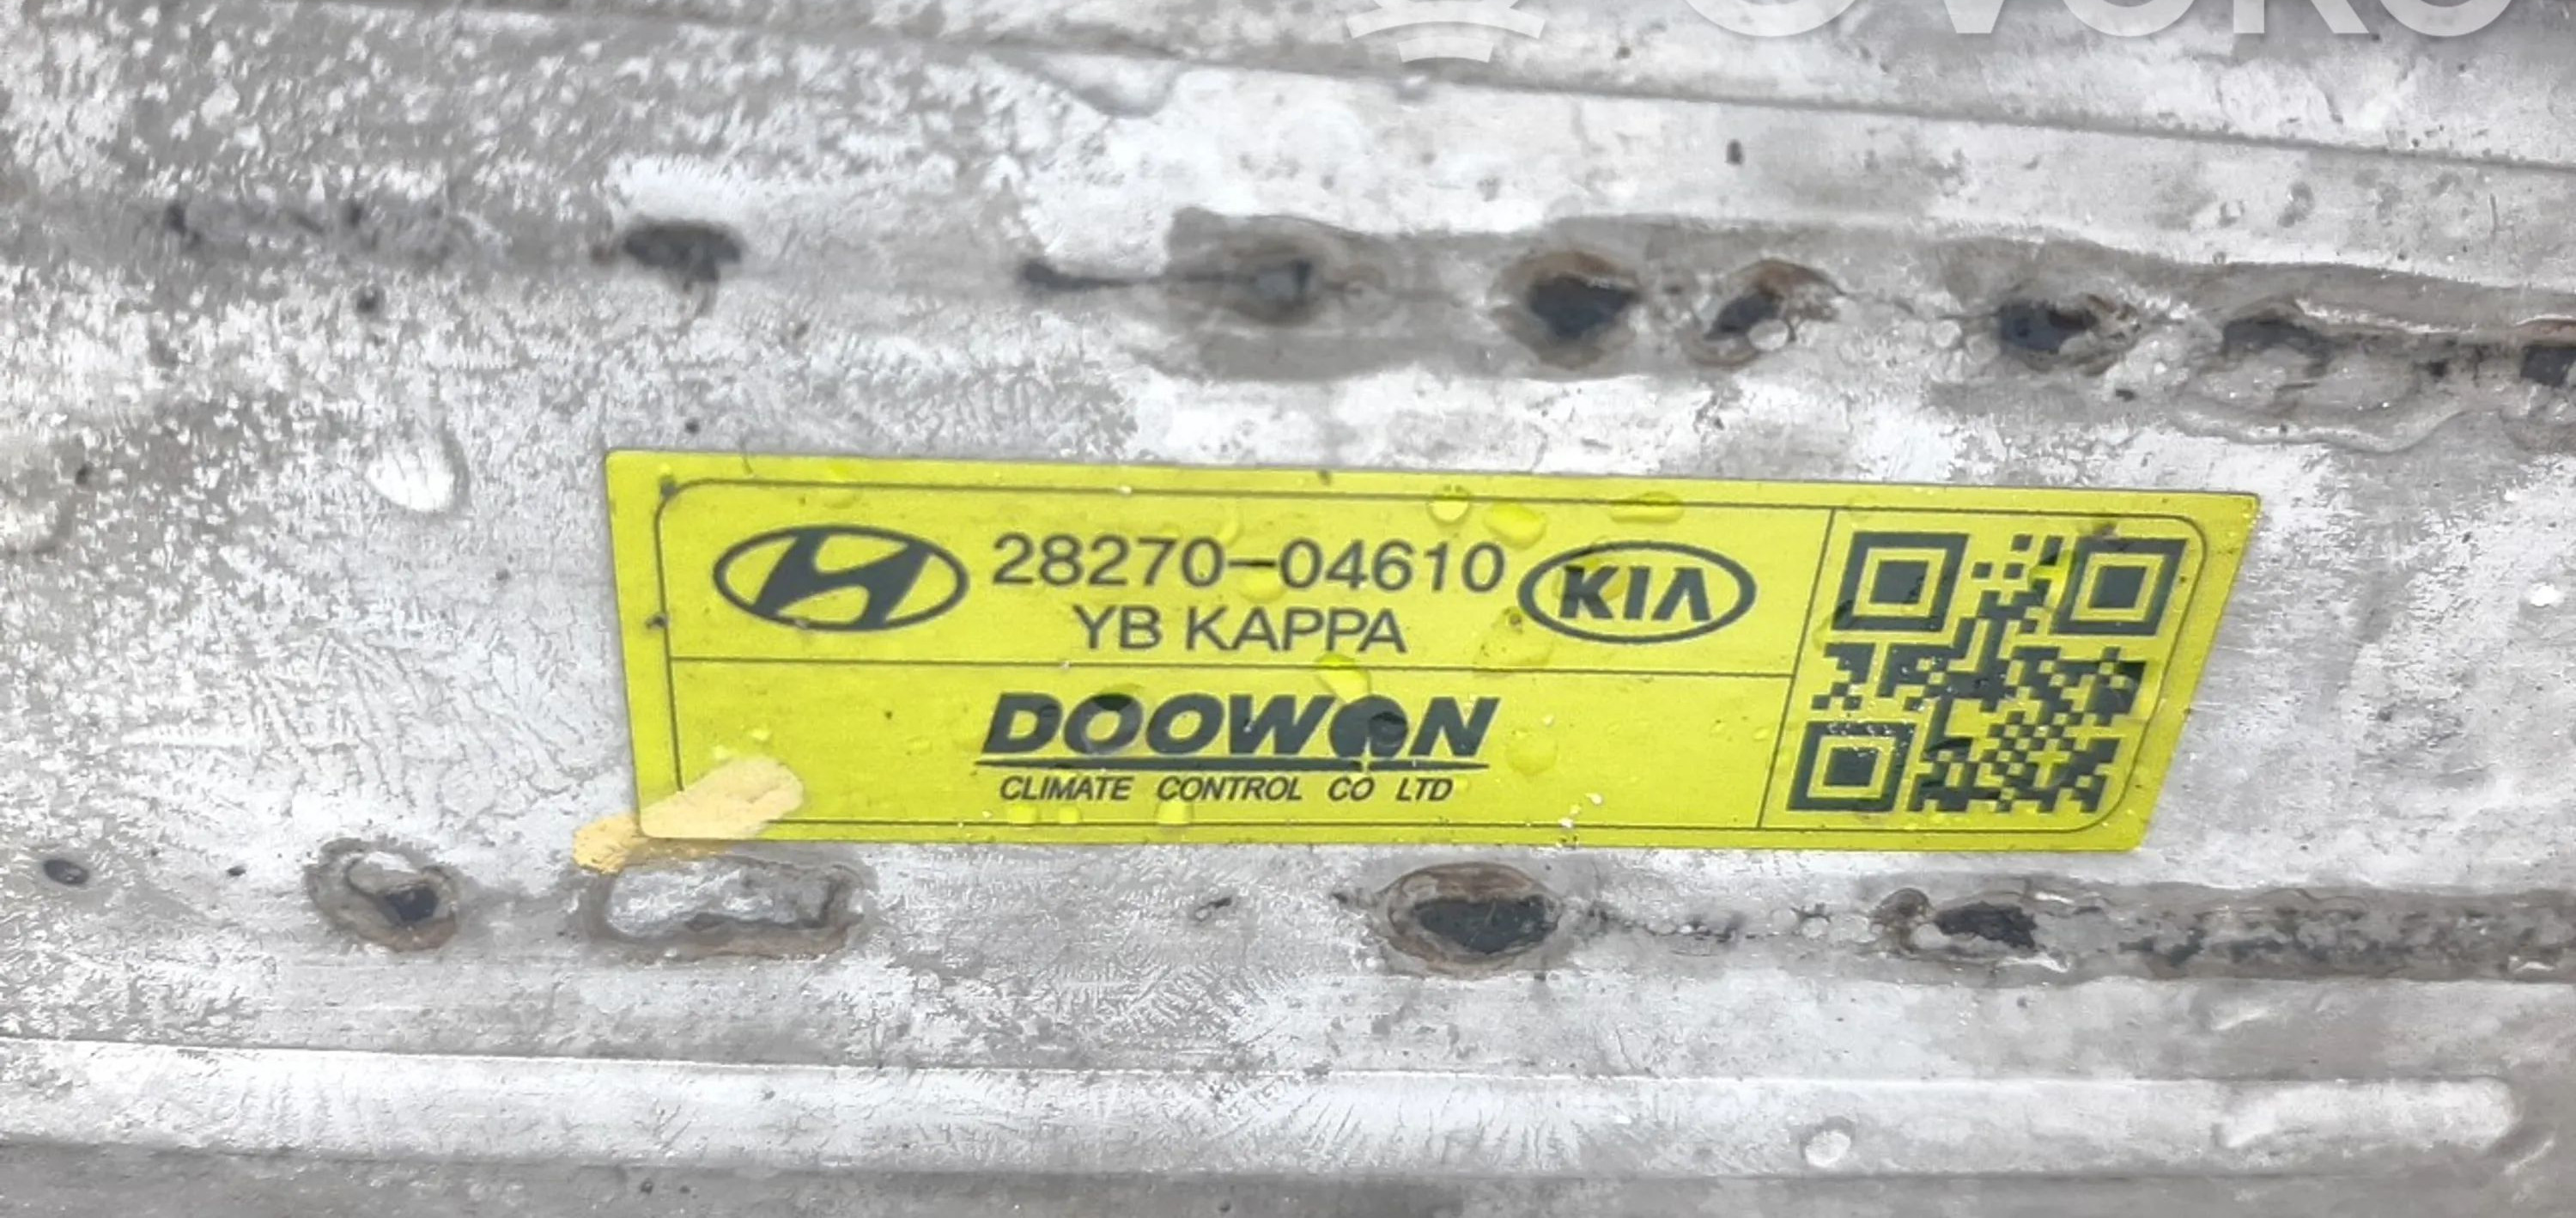 28270-04610
KIA
YB KAPPA
DOOWON
CLIMATE CONTROL CO LTD